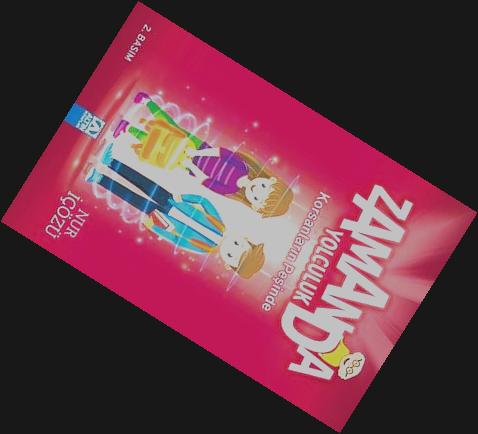 ZAMANDA
YOLCULUK
Korsanların Peşinde
NUR
İÇÖZÜ
2. BASIM